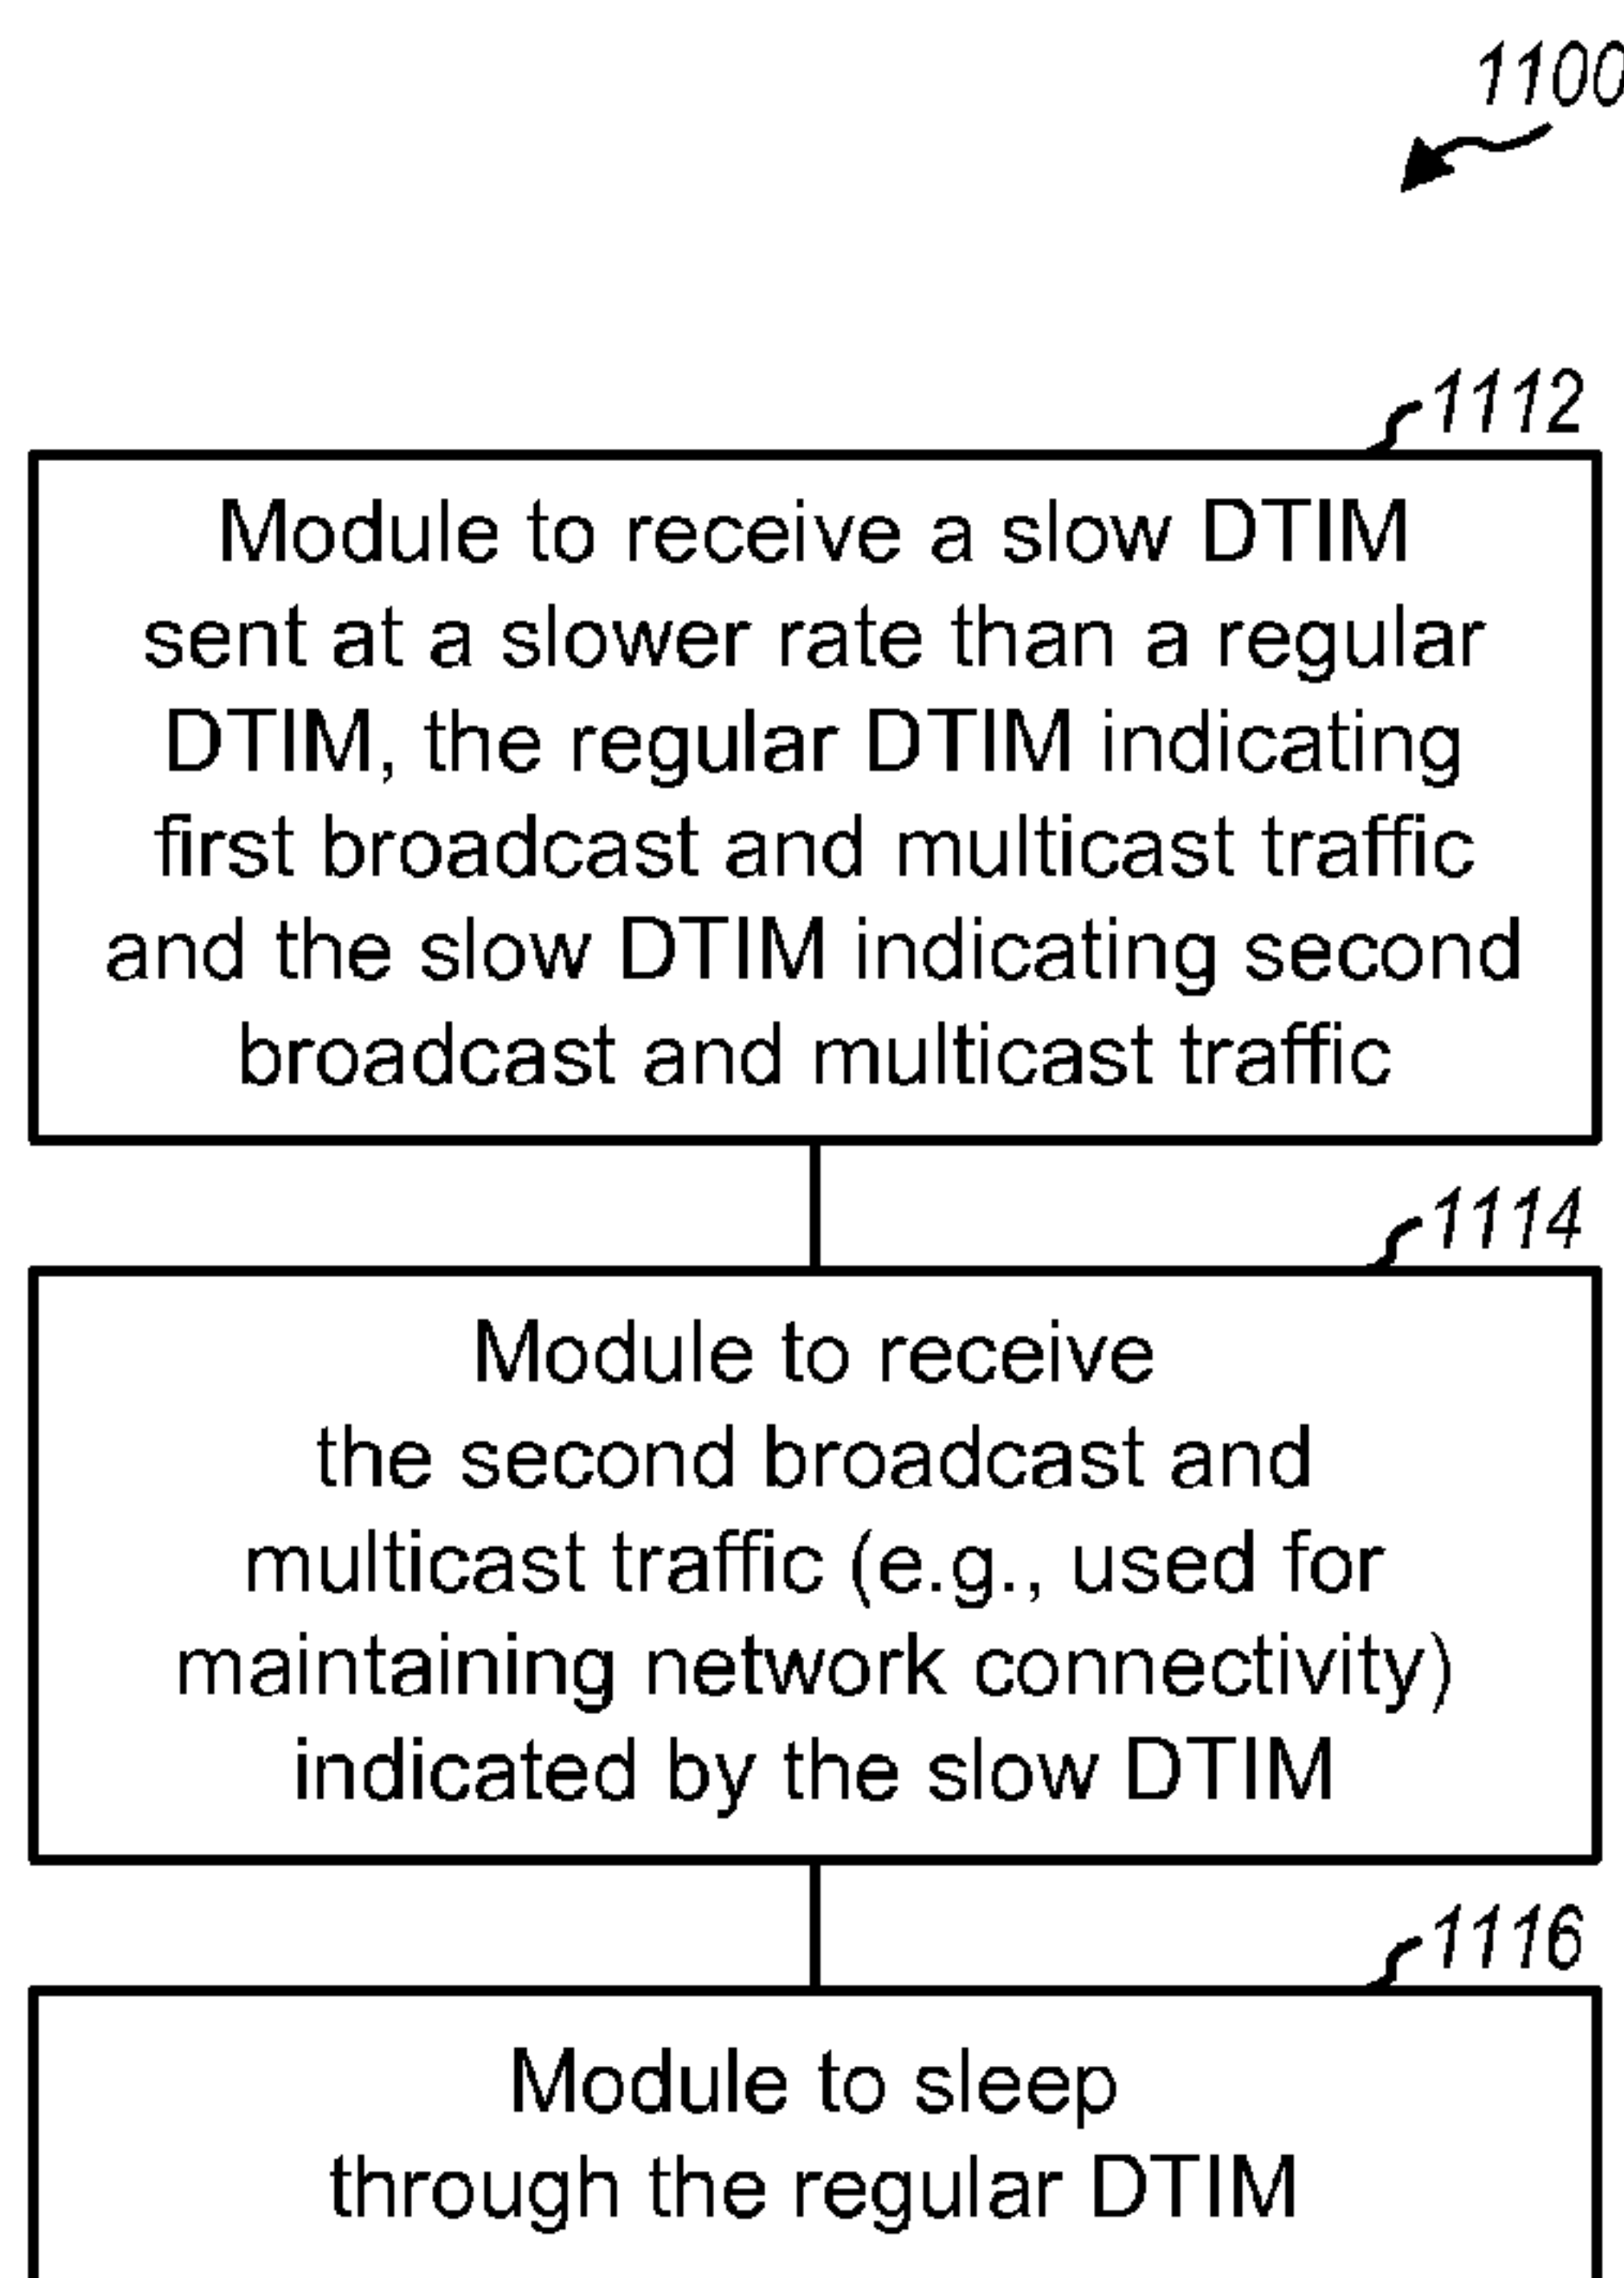 1100
1112
Module to receive a slow DTIM
sent at a slower rate than a regular
DTIM, the regular DTIM indicating
first broadcast and multicast traffic
and the slow DTIM indicating second
broadcast and multicast traffic
1114
Module to receive
the second broadcast and
multicast traffic (e.g., used for
maintaining network connectivity)
indicated by the slow DTIM
1116
Module to sleep
through the regular DTIM